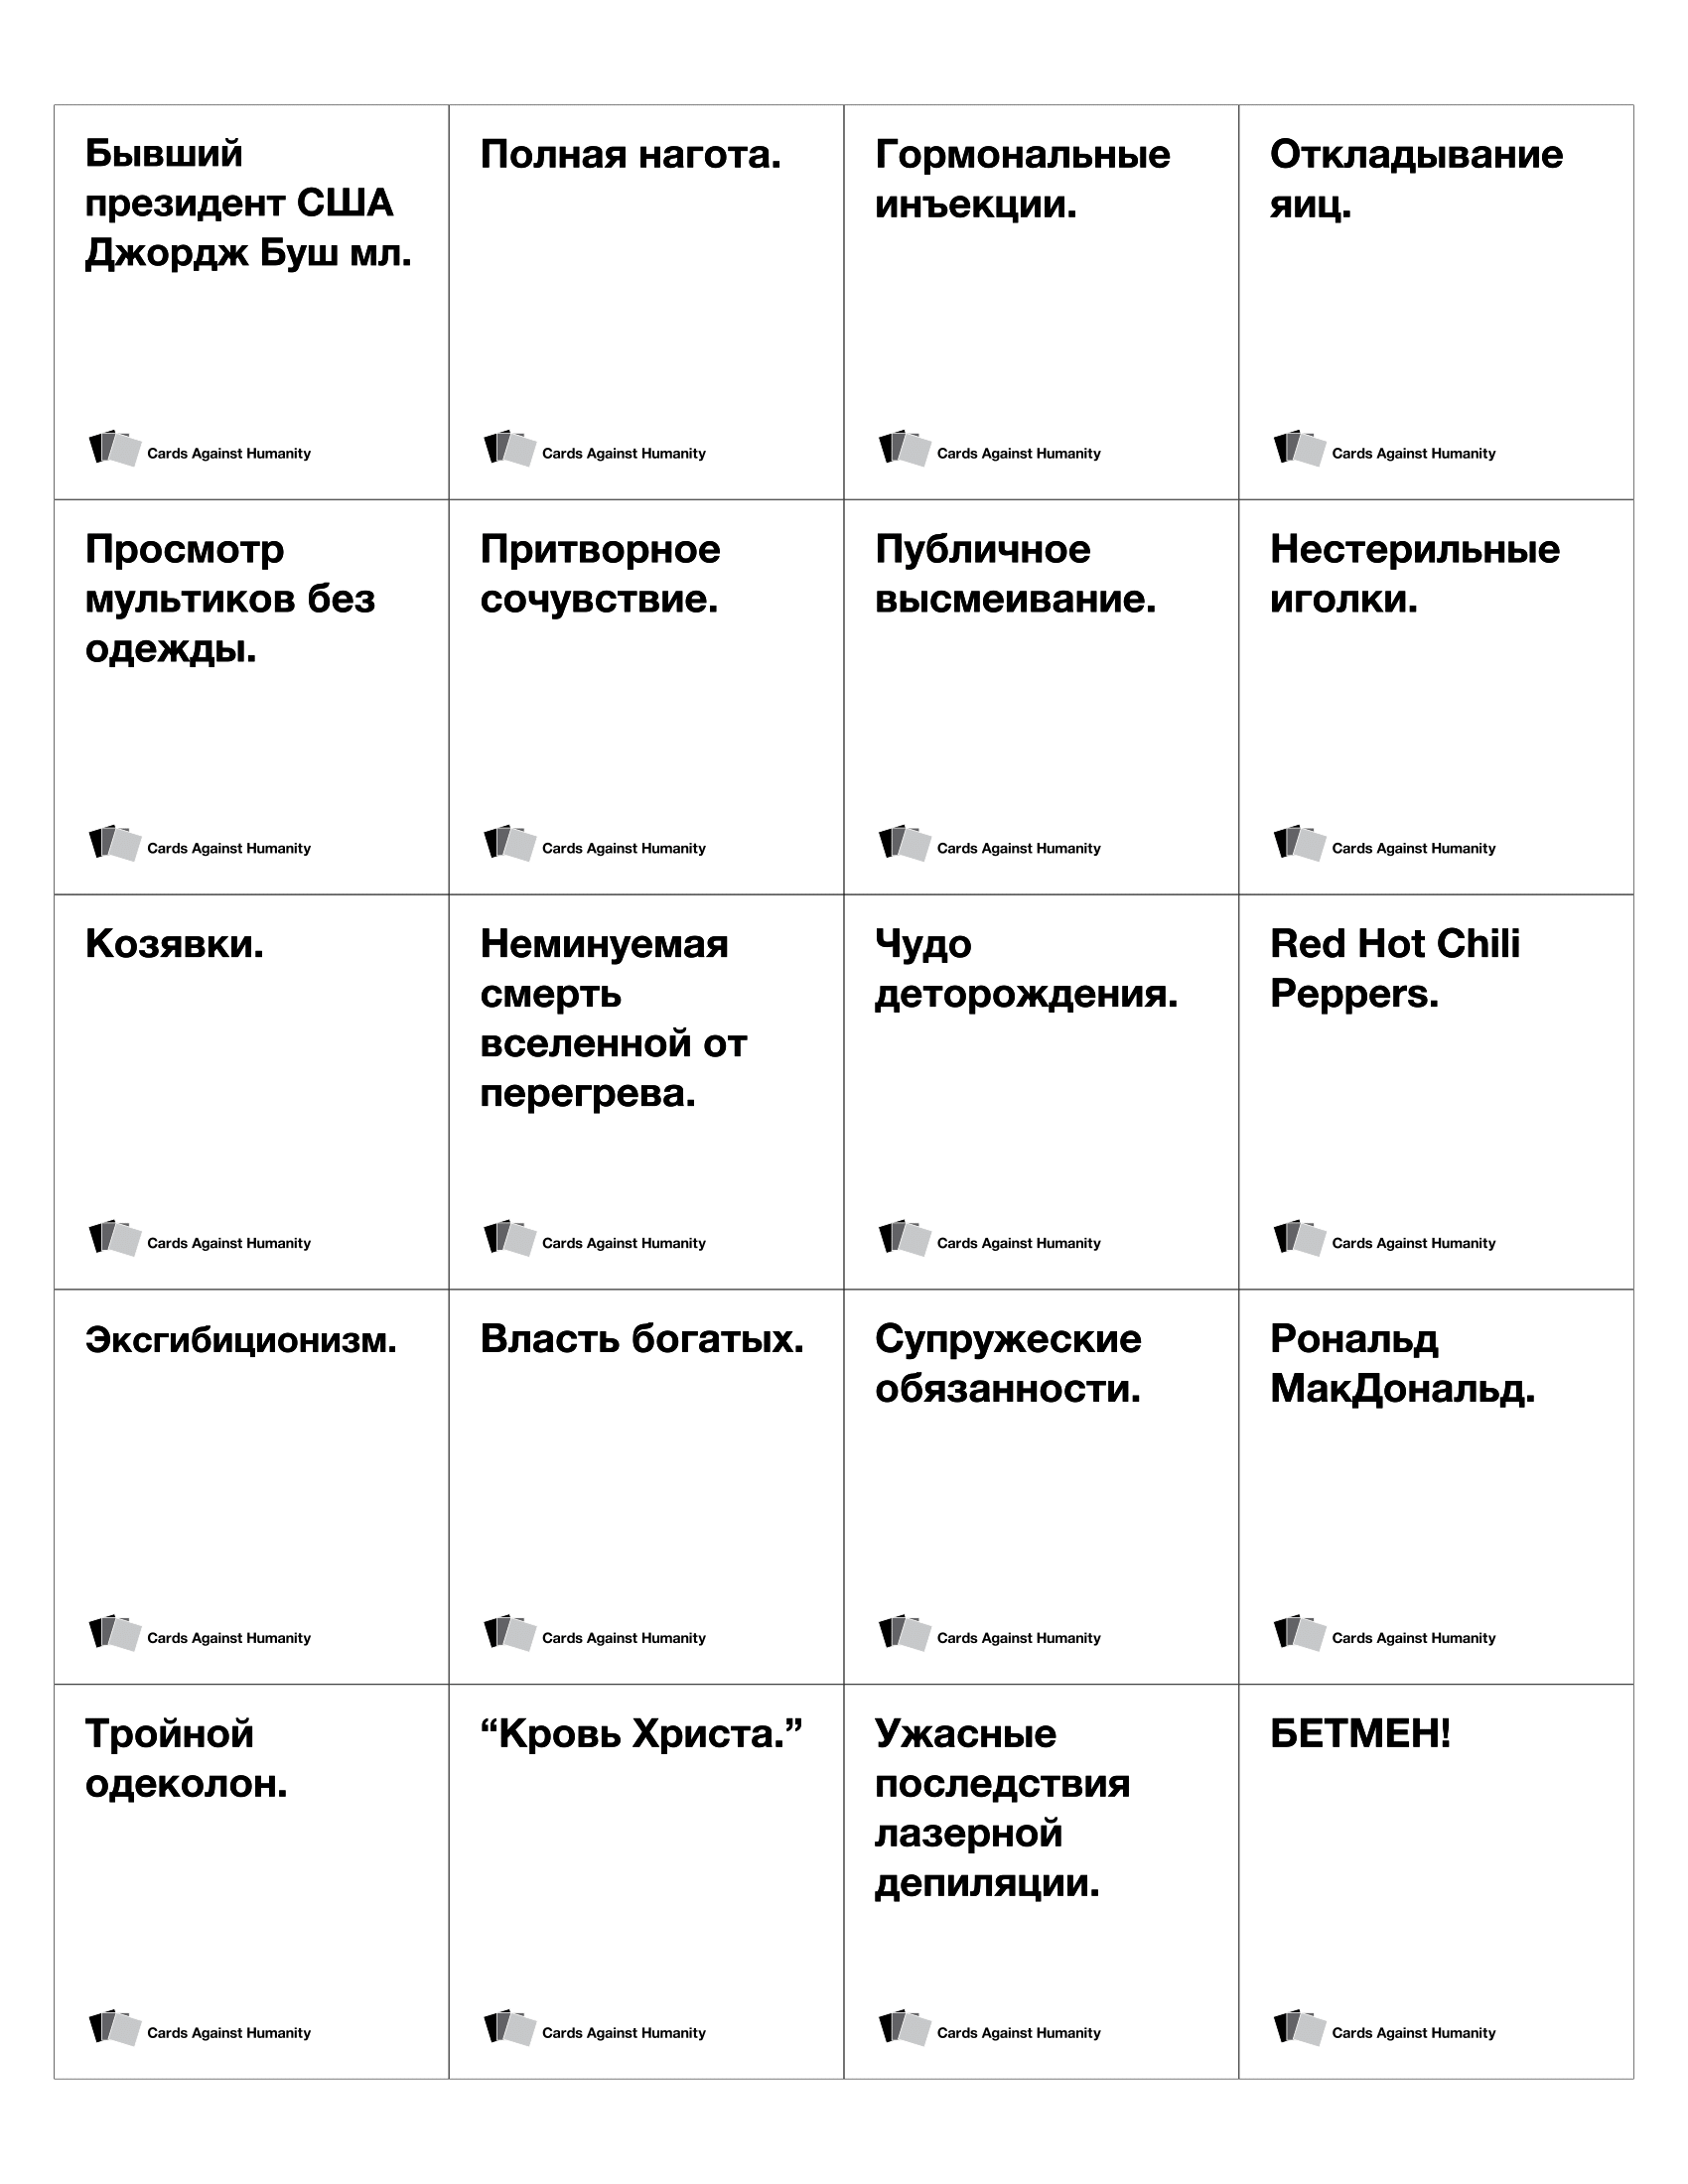 Бывший
президент США
Джордж Буш мл.
Cards Against Humanity
Полная нагота.
Cards Against Humanity
Гормональные
инъекции.
Cards Against Humanity
Откладывание
яиц.
Cards Against Humanity
Просмотр
мультиков без
одежды.
Cards Against Humanity
Притворное
сочувствие.
Cards Against Humanity
Публичное
высмеивание.
Cards Against Humanity
Нестерильные
иголки.
Cards Against Humanity
Козявки.
Cards Against Humanity
Неминуемая
смерть
вселенной от
перегрева.
Cards Against Humanity
Чудо
деторождения.
Cards Against Humanity
Red Hot Chili
Peppers.
Cards Against Humanity
Эксгибиционизм.
Cards Against Humanity
Власть богатых.
Cards Against Humanity
Супружеские
обязанности.
Cards Against Humanity
Рональд
МакДональд.
Cards Against Humanity
Тройной
одеколон.
Cards Against Humanity
“Кровь Христа.”
Cards Against Humanity
Ужасные
последствия
лазерной
депиляции.
Cards Against Humanity
БЕТМЕН!
Cards Against Humanity